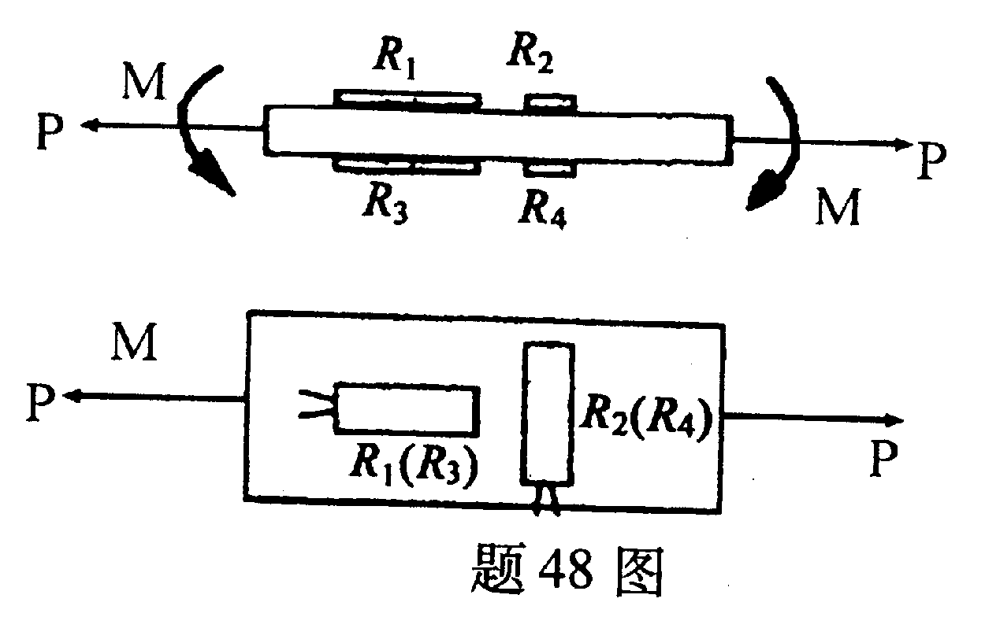 R₁ R₂
M
P
P
R₃ R₄ M
M
P
R₂(R₄)
R₁(R₃)
P
题 48 图